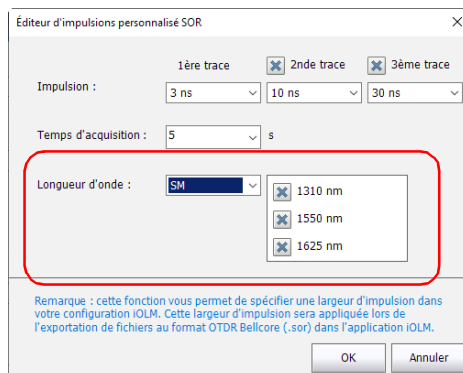 Éditeur d'impulsions personnalisé SOR
1ère trace 2nde trace 3ème trace
Impulsion : 3 ns 10 ns 30 ns
Temps d'acquisition : 5 s
Longueur d'onde : SM
1310 nm
1550 nm
1625 nm
Remarque : cette fonction vous permet de spécifier une largeur d'impulsion dans
votre configuration iOLM. Cette largeur d'impulsion sera appliquée lors de
l'exportation de fichiers au format OTDR Bellcore (.sor) dans l'application iOLM.
OK Annuler